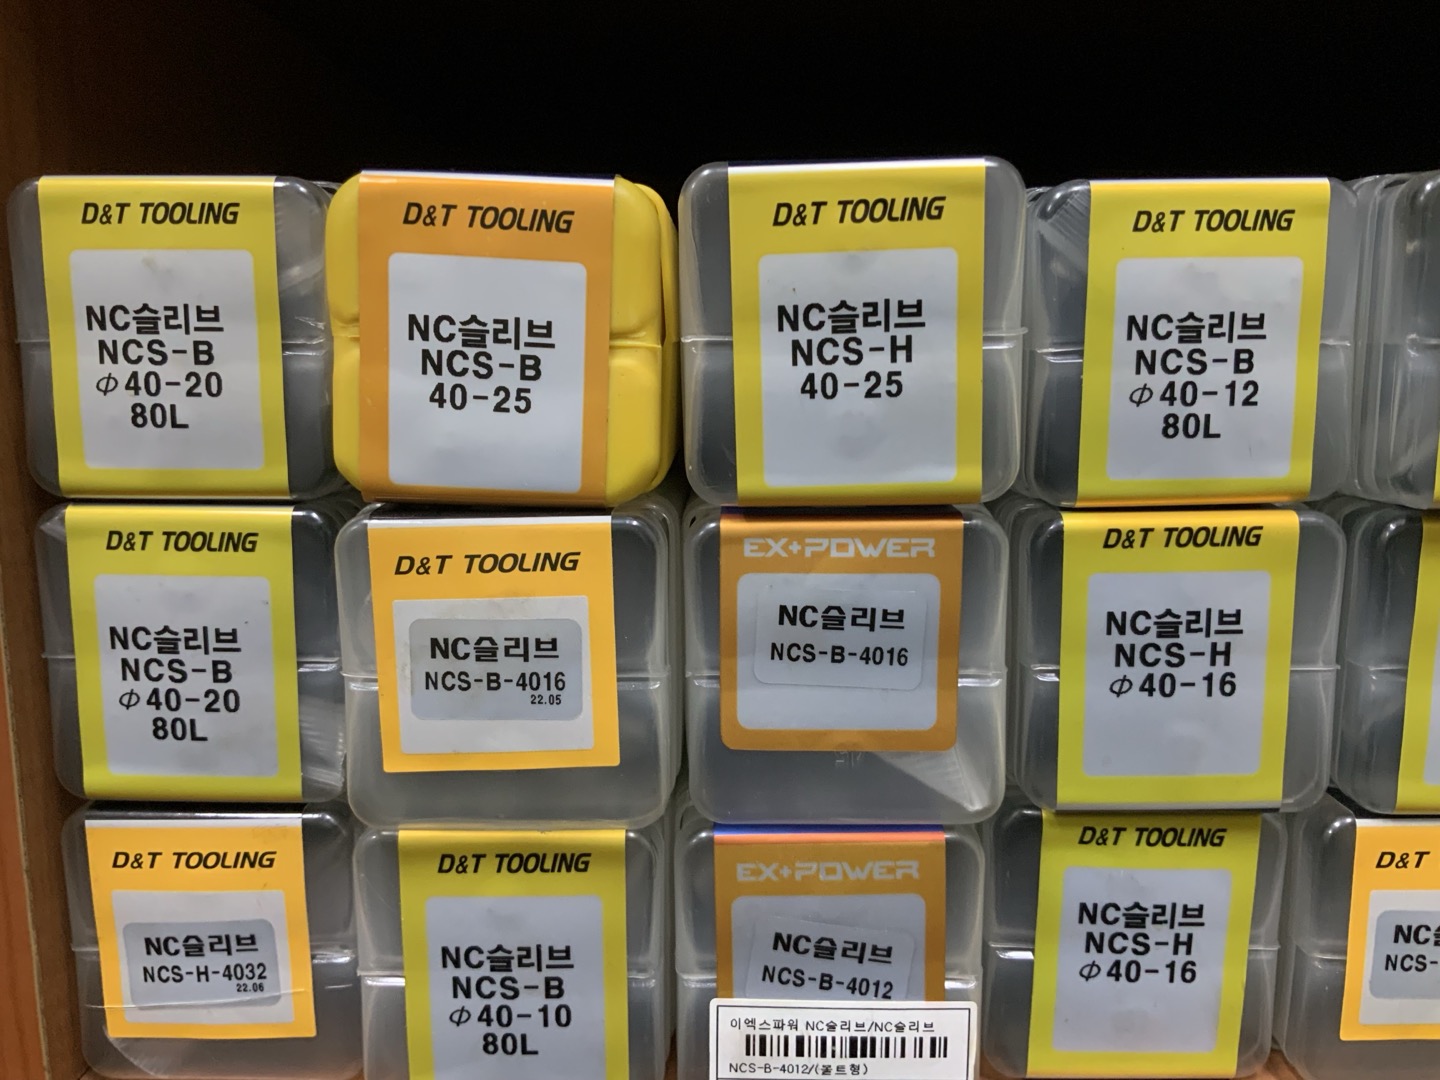 D&T TOOLING
NC슬리브
NCS-B
Φ40-20
80L
D&T TOOLING
NC슬리브
NCS-B
40-25
D&T TOOLING
NC슬리브
NCS-H
40-25
D&T TOOLING
NC슬리브
NCS-B
Φ40-12
80L
D&T TOOLING
NC슬리브
NCS-B
Φ40-20
80L
D&T TOOLING
NC슬리브
NCS-B-4016
22.05
EX+POWER
NC슬리브
NCS-B-4016
D&T TOOLING
NC슬리브
NCS-H
Φ40-16
D&T TOOLING
NC슬리브
NCS-H-4032
22.06
D&T TOOLING
NC슬리브
NCS-B
Φ40-10
80L
EX+POWER
NC슬리브
NCS-B-4012
이엑스파워 NC슬리브/NC슬리브
NCS-B-4012/(볼트형)
D&T TOOLING
NC슬리브
NCS-H
Φ40-16
D&T
NC
NCS-